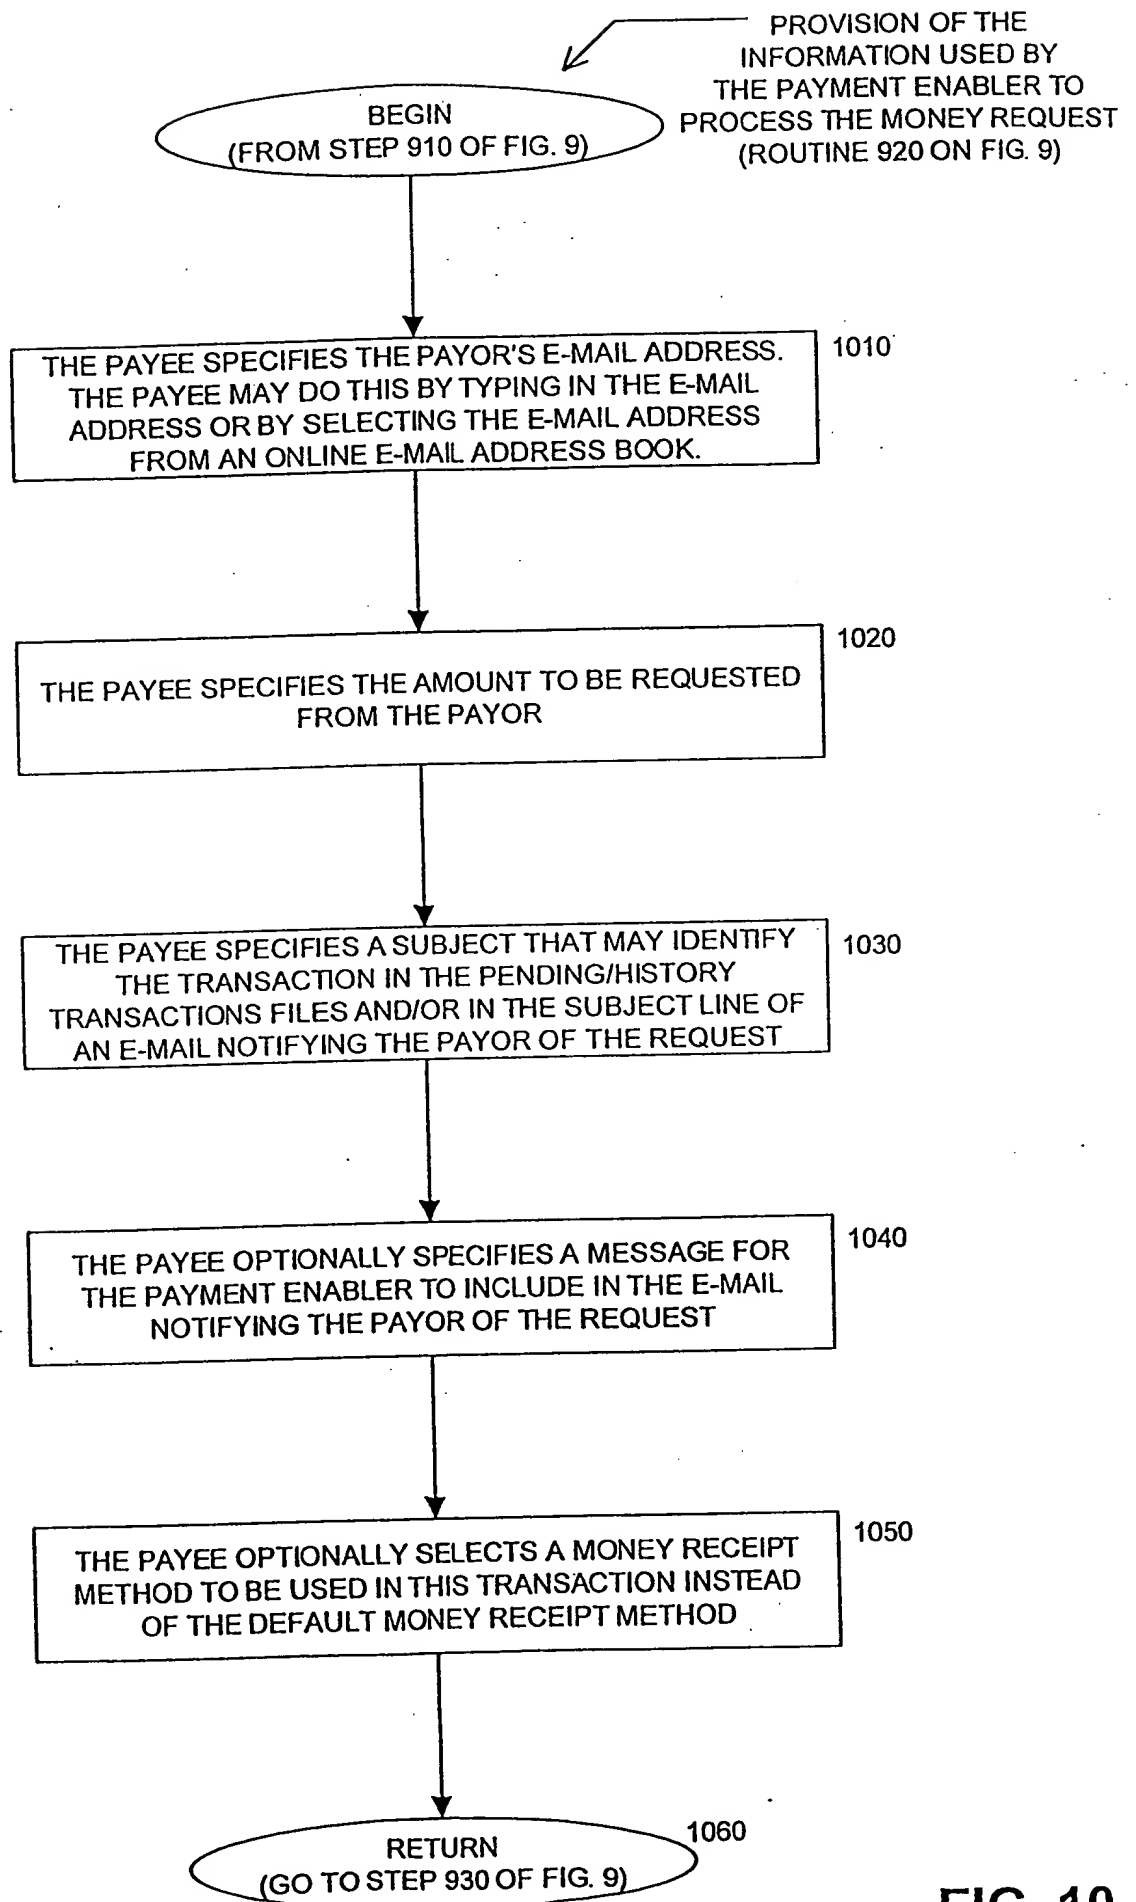 PROVISION OF THE
INFORMATION USED BY
THE PAYMENT ENABLER TO
PROCESS THE MONEY REQUEST
(ROUTINE 920 ON FIG. 9)
BEGIN
(FROM STEP 910 OF FIG. 9)
1010
THE PAYEE SPECIFIES THE PAYOR'S E-MAIL ADDRESS.
THE PAYEE MAY DO THIS BY TYPING IN THE E-MAIL
ADDRESS OR BY SELECTING THE E-MAIL ADDRESS
FROM AN ONLINE E-MAIL ADDRESS BOOK.
1020
THE PAYEE SPECIFIES THE AMOUNT TO BE REQUESTED
FROM THE PAYOR
1030
THE PAYEE SPECIFIES A SUBJECT THAT MAY IDENTIFY
THE TRANSACTION IN THE PENDING/HISTORY
TRANSACTIONS FILES AND/OR IN THE SUBJECT LINE OF
AN E-MAIL NOTIFYING THE PAYOR OF THE REQUEST
1040
THE PAYEE OPTIONALLY SPECIFIES A MESSAGE FOR
THE PAYMENT ENABLER TO INCLUDE IN THE E-MAIL
NOTIFYING THE PAYOR OF THE REQUEST
1050
THE PAYEE OPTIONALLY SELECTS A MONEY RECEIPT
METHOD TO BE USED IN THIS TRANSACTION INSTEAD
OF THE DEFAULT MONEY RECEIPT METHOD
1060
RETURN
(GO TO STEP 930 OF FIG. 9)
FIG. 10